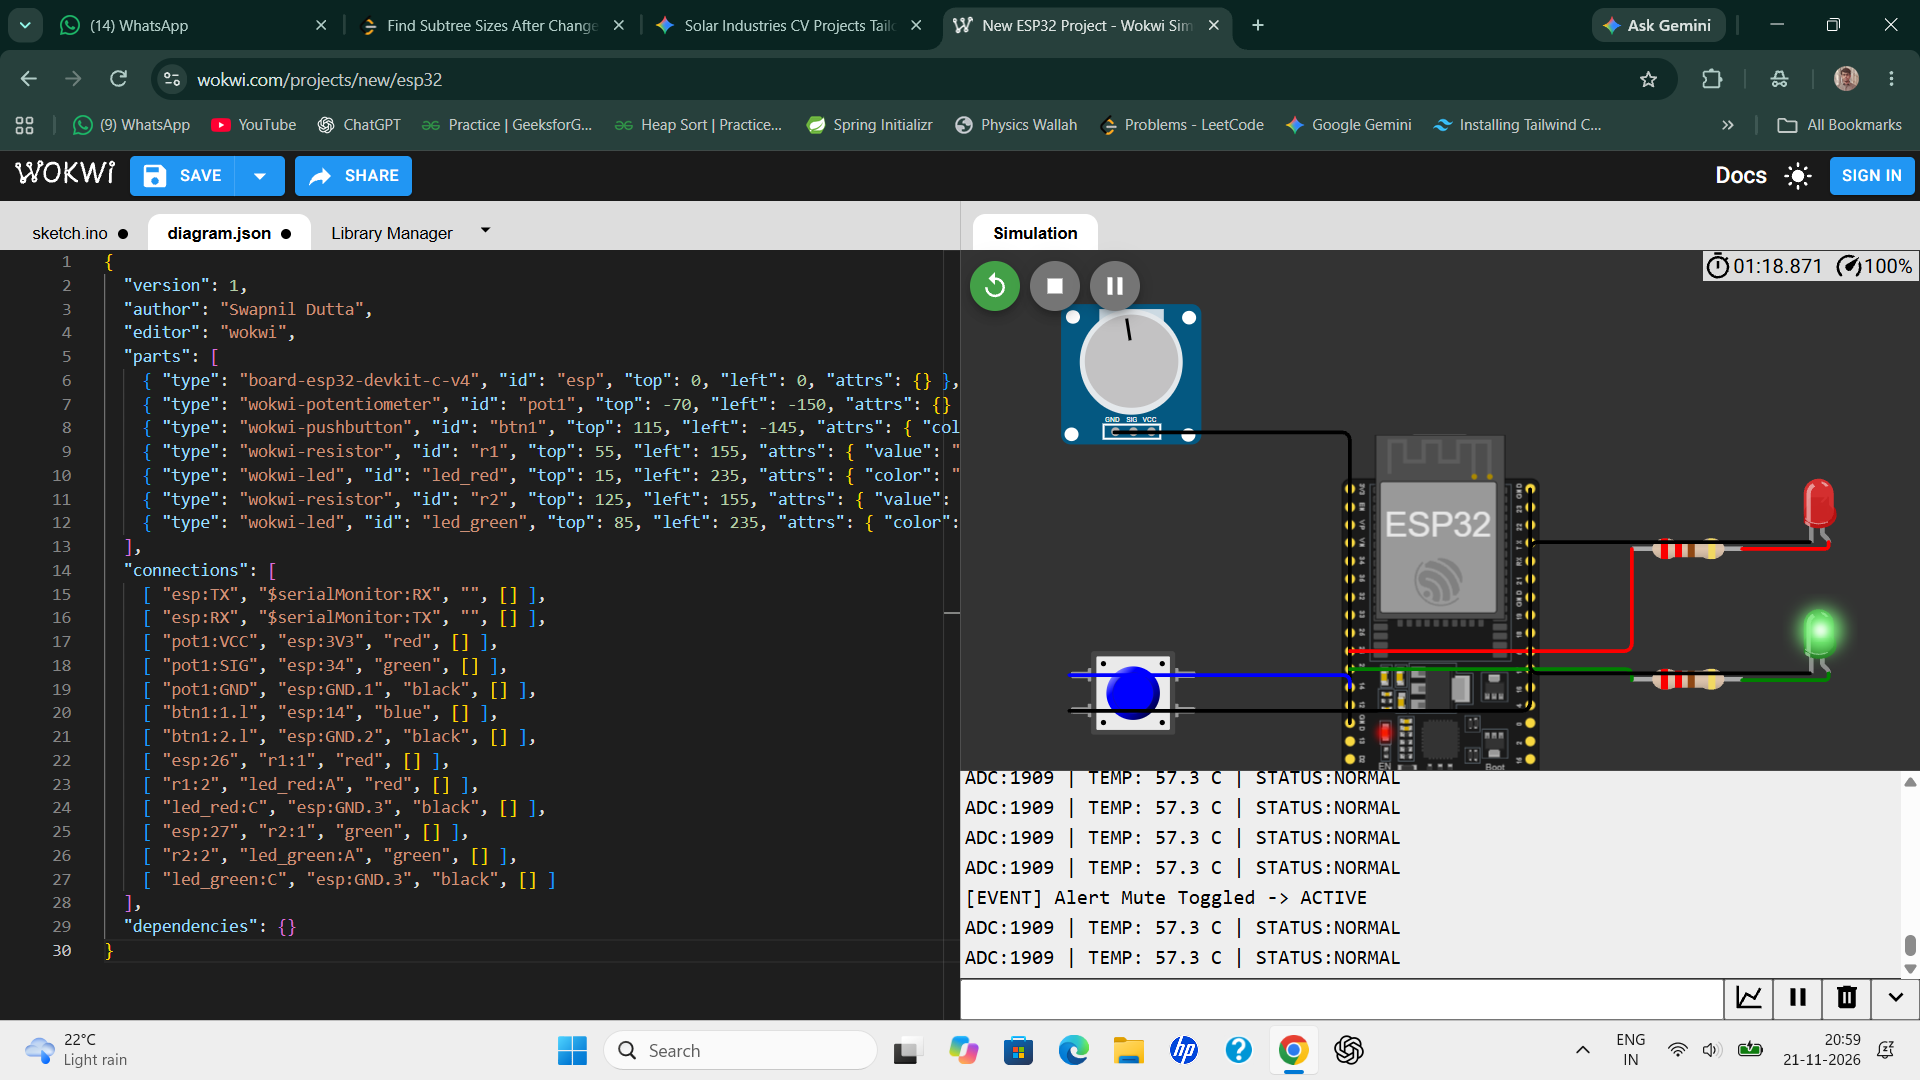 (14) WhatsApp
Find Subtree Sizes After Change
Solar Industries CV Projects Tail
New ESP32 Project - Wokwi Sim
Ask Gemini
wokwi.com/projects/new/esp32
(9) WhatsApp
YouTube
ChatGPT
Practice | GeeksforG...
Heap Sort | Practice...
Spring Initializr
Physics Wallah
Problems - LeetCode
Google Gemini
Installing Tailwind C...
All Bookmarks
WOKWI
SAVE
SHARE
Docs
SIGN IN
sketch.ino
diagram.json
Library Manager
Simulation
1 {
2 "version": 1,
3 "author": "Swapnil Dutta",
4 "editor": "wokwi",
5 "parts": [
6 { "type": "board-esp32-devkit-c-v4", "id": "esp", "top": 0, "left": 0, "attrs": {} },
7 { "type": "wokwi-potentiometer", "id": "pot1", "top": -70, "left": -150, "attrs": {}
8 { "type": "wokwi-pushbutton", "id": "btn1", "top": 115, "left": -145, "attrs": { "col
9 { "type": "wokwi-resistor", "id": "r1", "top": 55, "left": 155, "attrs": { "value": "
10 { "type": "wokwi-led", "id": "led_red", "top": 15, "left": 235, "attrs": { "color": "
11 { "type": "wokwi-resistor", "id": "r2", "top": 125, "left": 155, "attrs": { "value":
12 { "type": "wokwi-led", "id": "led_green", "top": 85, "left": 235, "attrs": { "color":
13 ],
14 "connections": [
15 [ "esp:TX", "$serialMonitor:RX", "", [] ],
16 [ "esp:RX", "$serialMonitor:TX", "", [] ],
17 [ "pot1:VCC", "esp:3V3", "red", [] ],
18 [ "pot1:SIG", "esp:34", "green", [] ],
19 [ "pot1:GND", "esp:GND.1", "black", [] ],
20 [ "btn1:1.l", "esp:14", "blue", [] ],
21 [ "btn1:2.l", "esp:GND.2", "black", [] ],
22 [ "esp:26", "r1:1", "red", [] ],
23 [ "r1:2", "led_red:A", "red", [] ],
24 [ "led_red:C", "esp:GND.3", "black", [] ],
25 [ "esp:27", "r2:1", "green", [] ],
26 [ "r2:2", "led_green:A", "green", [] ],
27 [ "led_green:C", "esp:GND.3", "black", [] ]
28 ],
29 "dependencies": {}
30 }
01:18.871 100%
GND SIG VCC
ESP32
EN
Boot
ADC:1909 | TEMP: 57.3 C | STATUS:NORMAL
ADC:1909 | TEMP: 57.3 C | STATUS:NORMAL
ADC:1909 | TEMP: 57.3 C | STATUS:NORMAL
ADC:1909 | TEMP: 57.3 C | STATUS:NORMAL
[EVENT] Alert Mute Toggled -> ACTIVE
ADC:1909 | TEMP: 57.3 C | STATUS:NORMAL
ADC:1909 | TEMP: 57.3 C | STATUS:NORMAL
22°C
Light rain
Search
hp
ENG
IN
20:59
21-11-2026